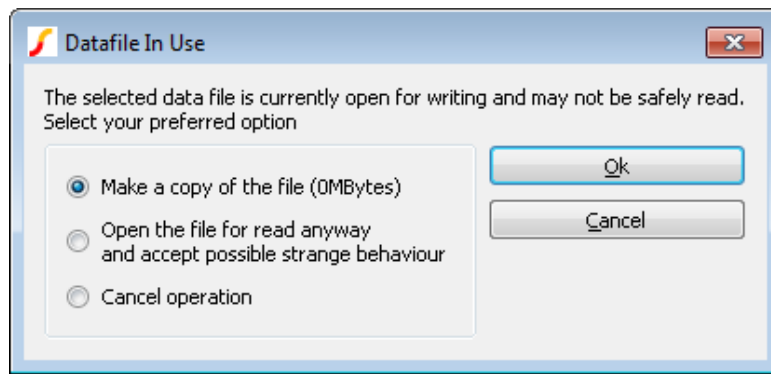 Datafile In Use
The selected data file is currently open for writing and may not be safely read.
Select your preferred option
Make a copy of the file (0MBytes)
Ok
Open the file for read anyway
and accept possible strange behaviour
Cancel
Cancel operation